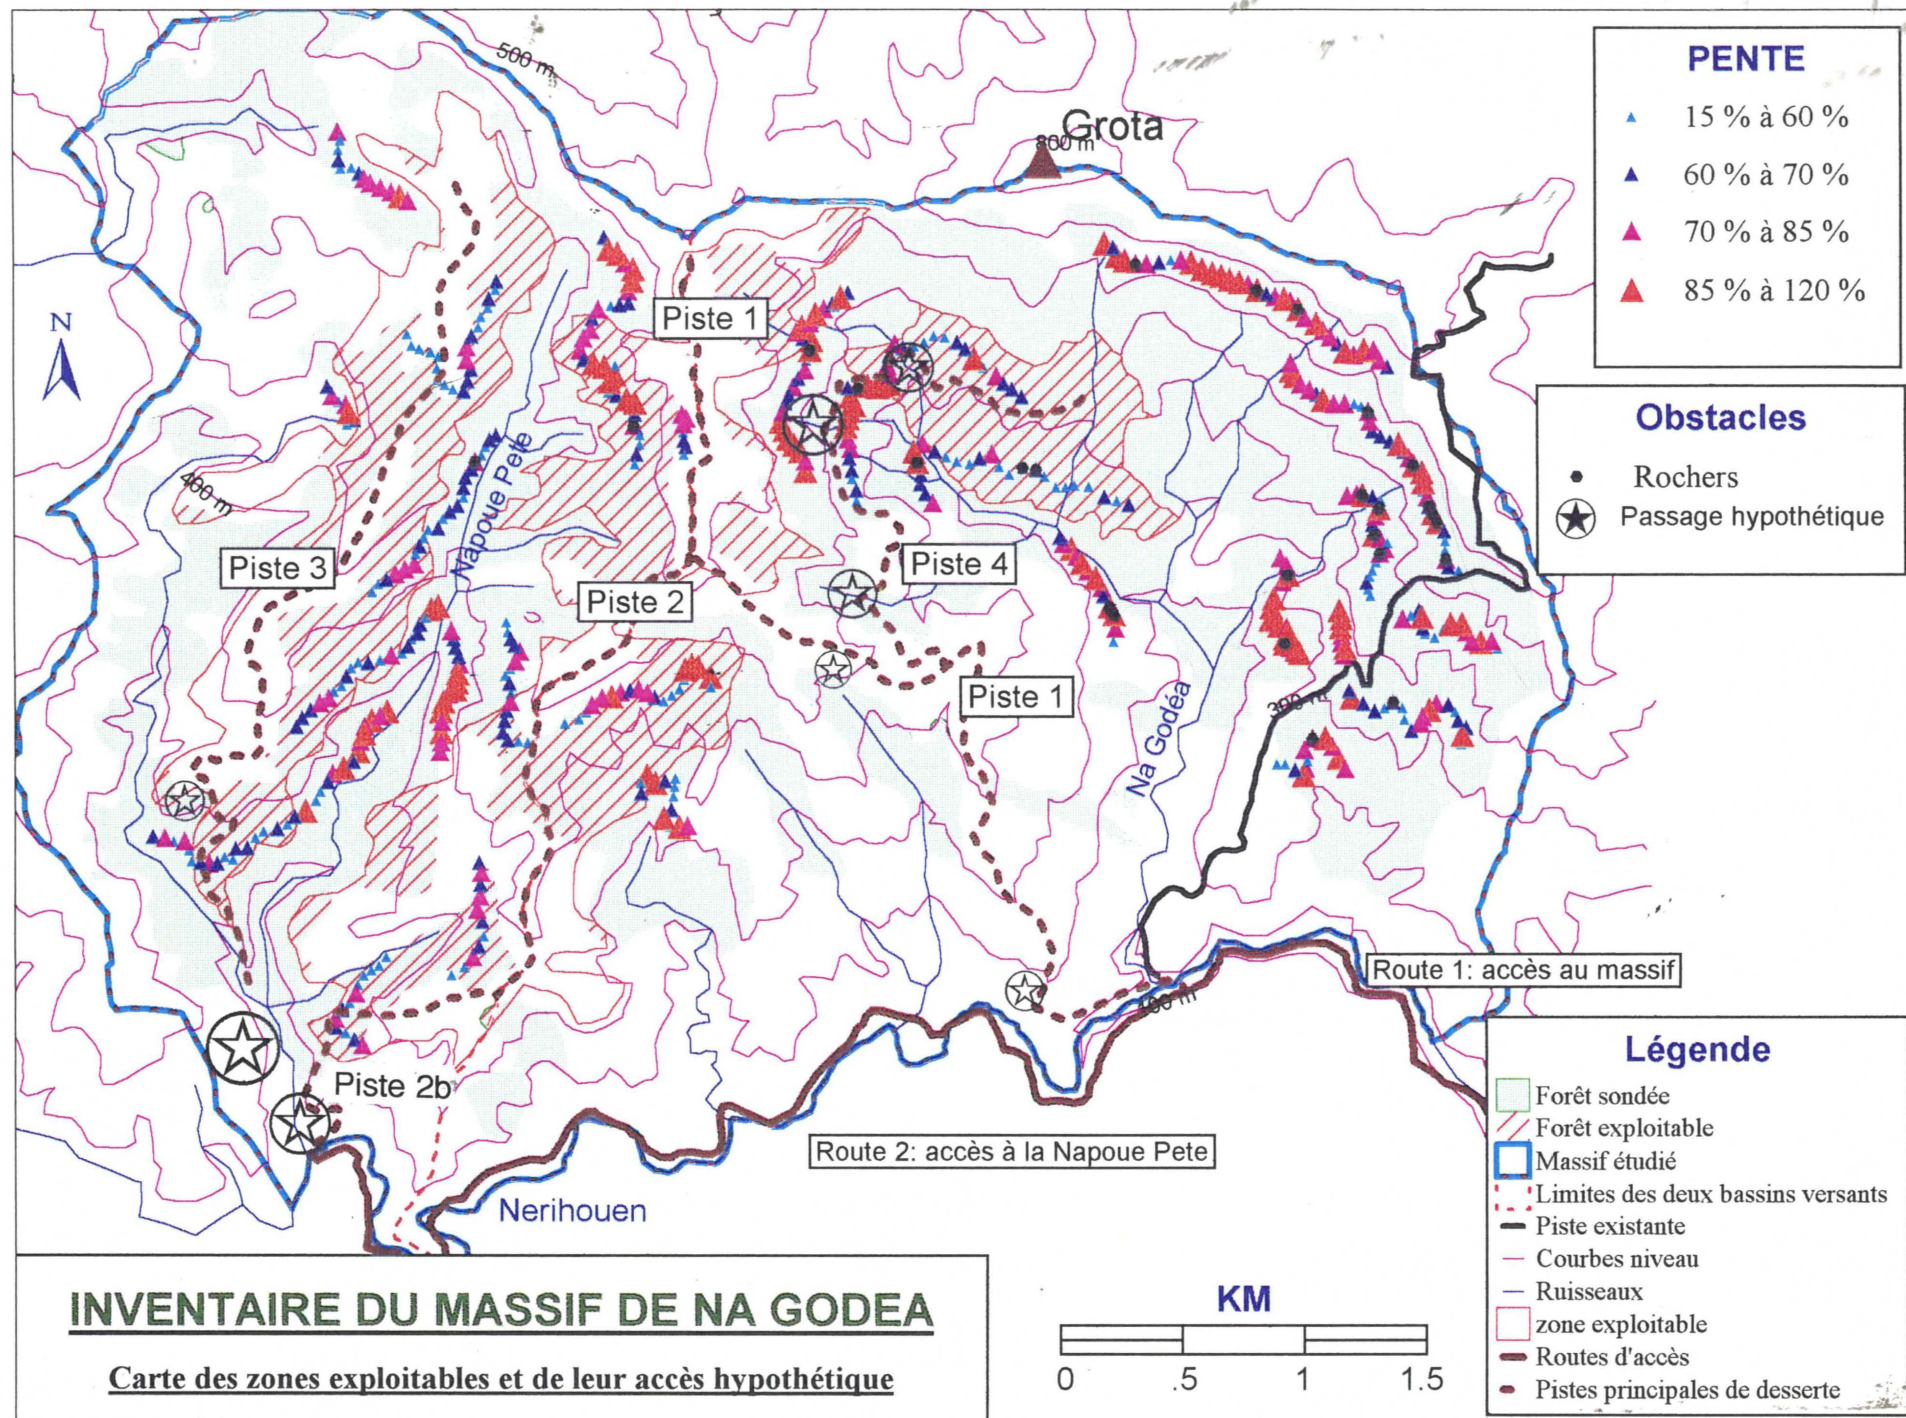 500 m
Grota
800 m
PENTE
15 % à 60 %
60 % à 70 %
70 % à 85 %
85 % à 120 %
Obstacles
Rochers
Passage hypothétique
N
Piste 1
400 m
Napoue Pete
Piste 3
Piste 2
Piste 4
Piste 1
Na Godéa
300 m
Route 1: accès au massif
100 m
Piste 2b
Route 2: accès à la Napoue Pete
Nerihouen
Légende
Forêt sondée
Forêt exploitable
Massif étudié
Limites des deux bassins versants
Piste existante
Courbes niveau
Ruisseaux
zone exploitable
Routes d'accès
Pistes principales de desserte
INVENTAIRE DU MASSIF DE NA GODEA
Carte des zones exploitables et de leur accès hypothétique
KM
0 .5 1 1.5